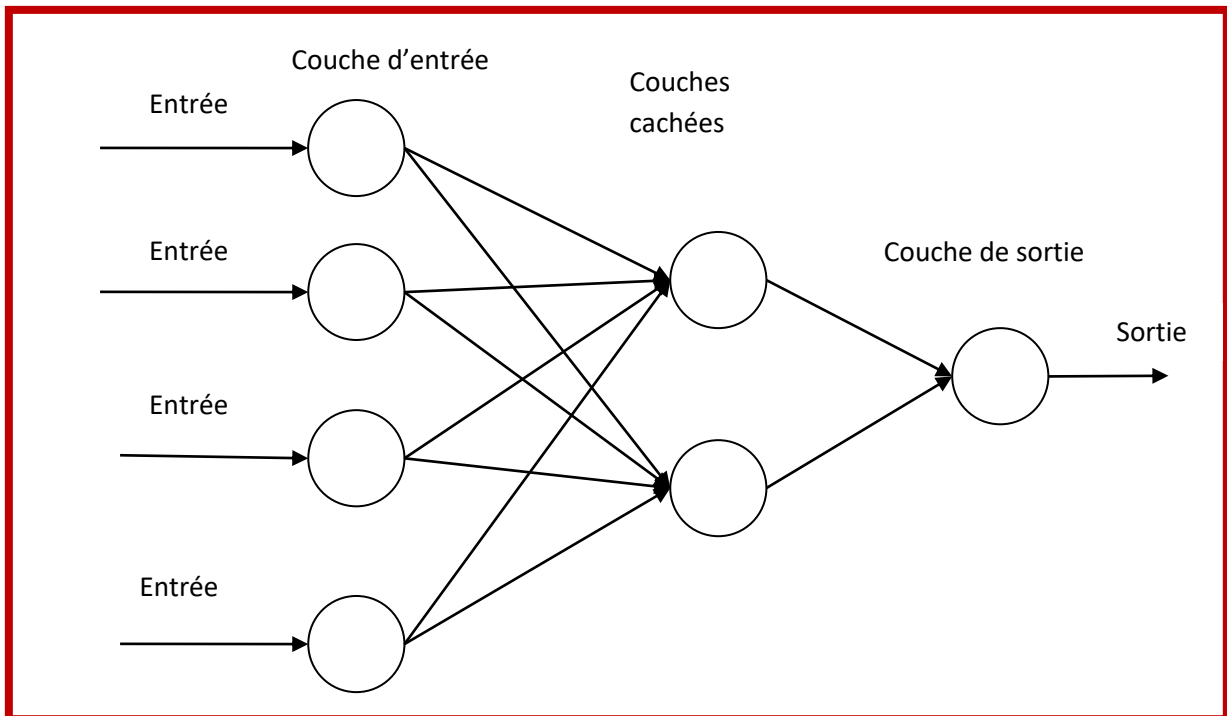 Couche d’entrée
Entrée
Couches
cachées
Entrée
Couche de sortie
Sortie
Entrée
Entrée